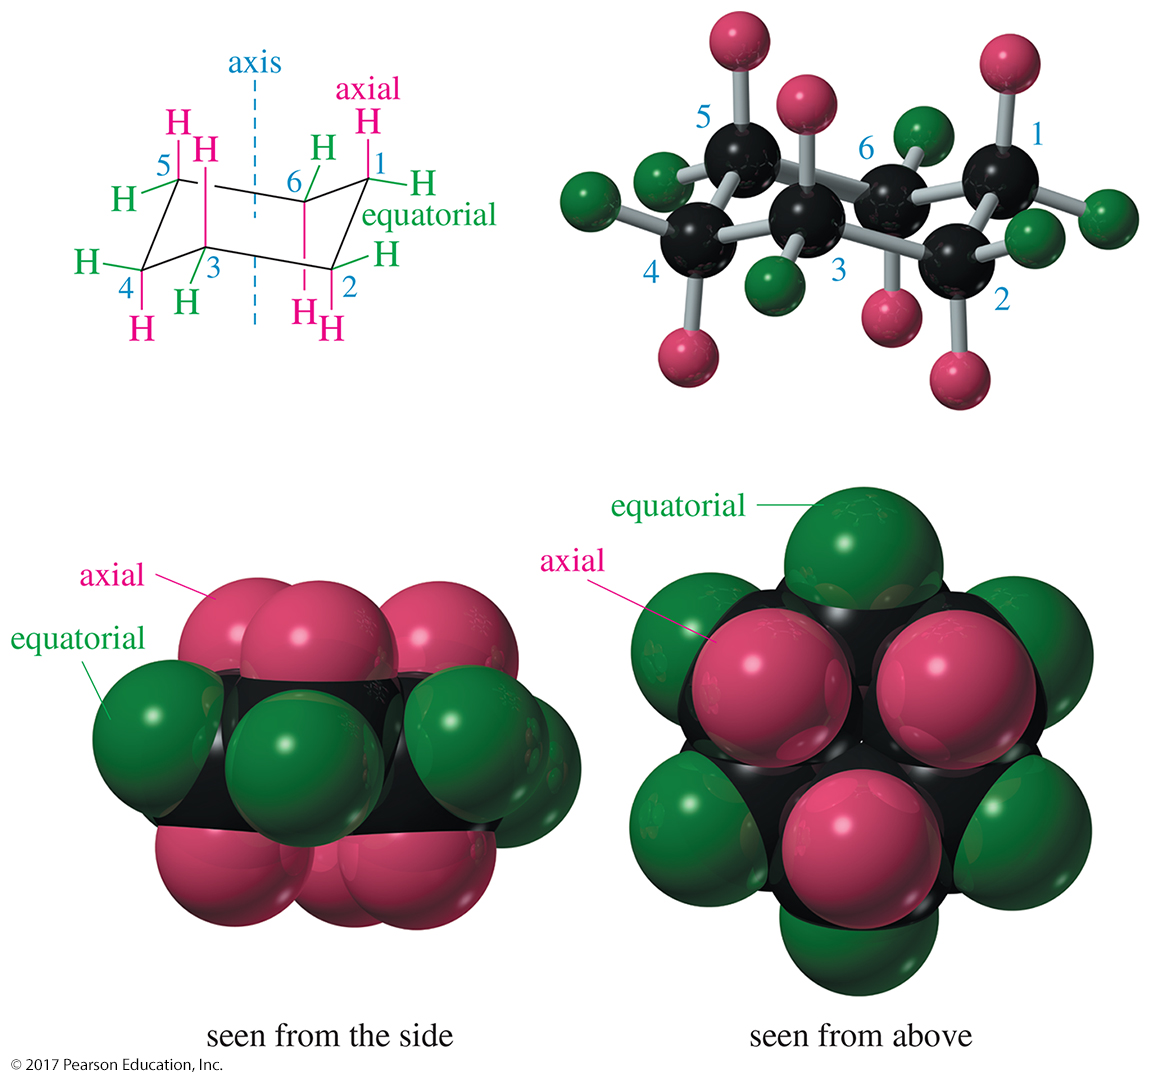 axis
axial
H
H
H
H
5
6
1
H
H
equatorial
H
H
4
3
2
H
H
H
H
5
6
1
4
3
2
equatorial
axial
axial
equatorial
seen from the side
seen from above
© 2017 Pearson Education, Inc.